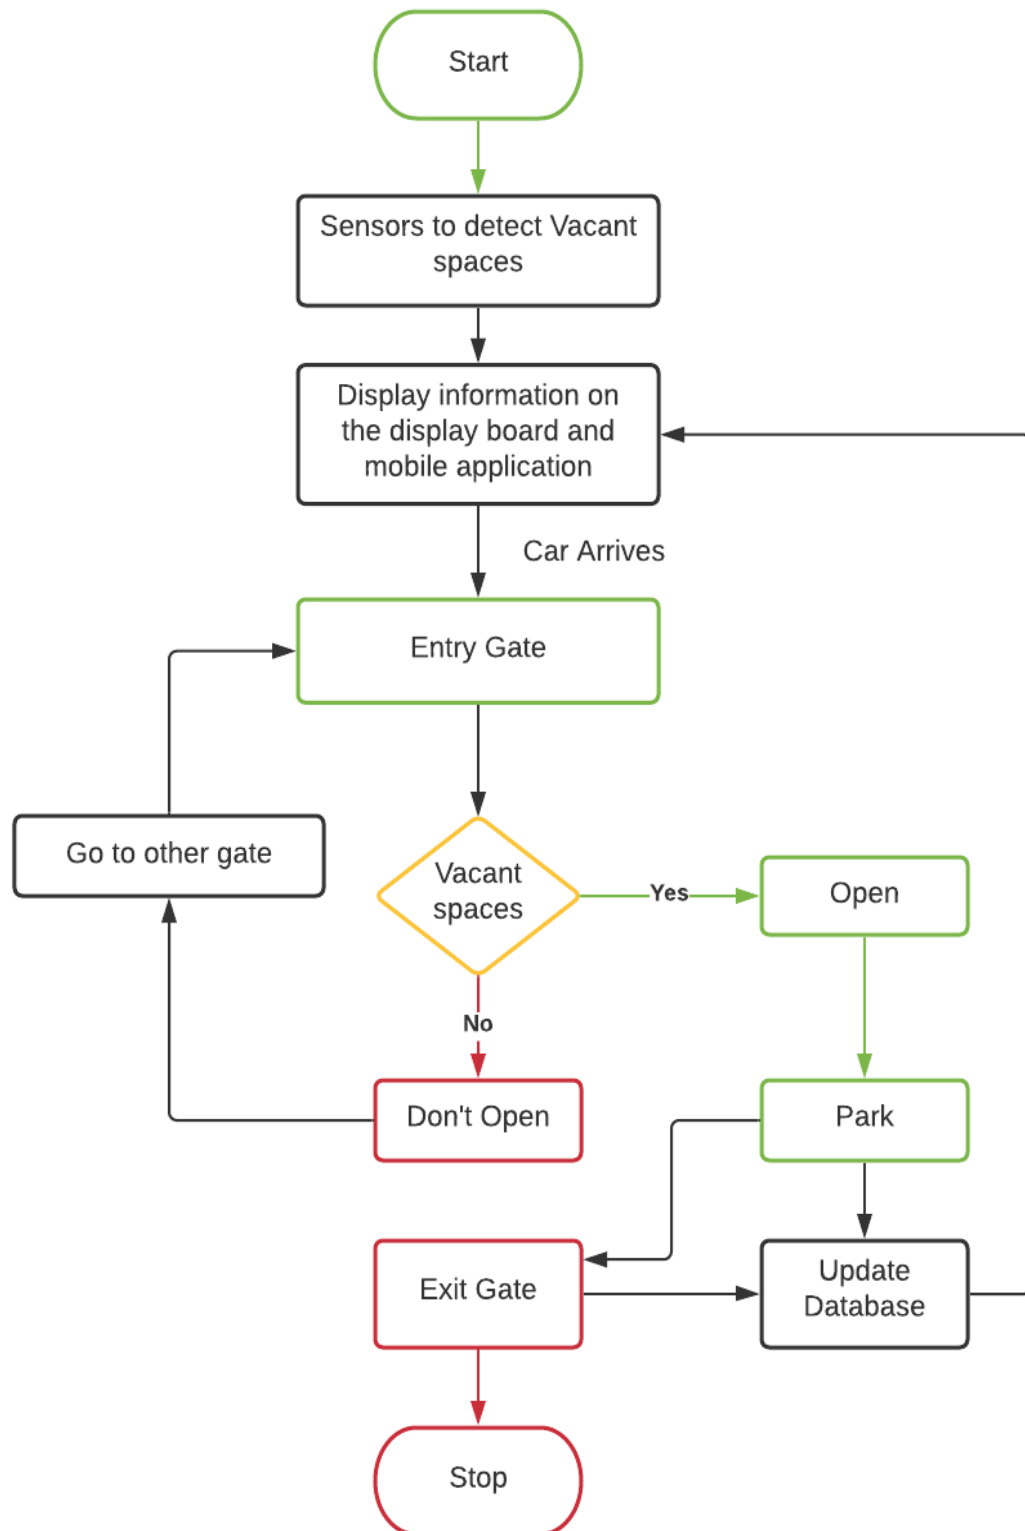 Start
Sensors to detect Vacant
spaces
Display information on
the display board and
mobile application
Car Arrives
Entry Gate
Go to other gate
Vacant
spaces
Yes
Open
No
Don't Open
Park
Exit Gate
Update
Database
Stop